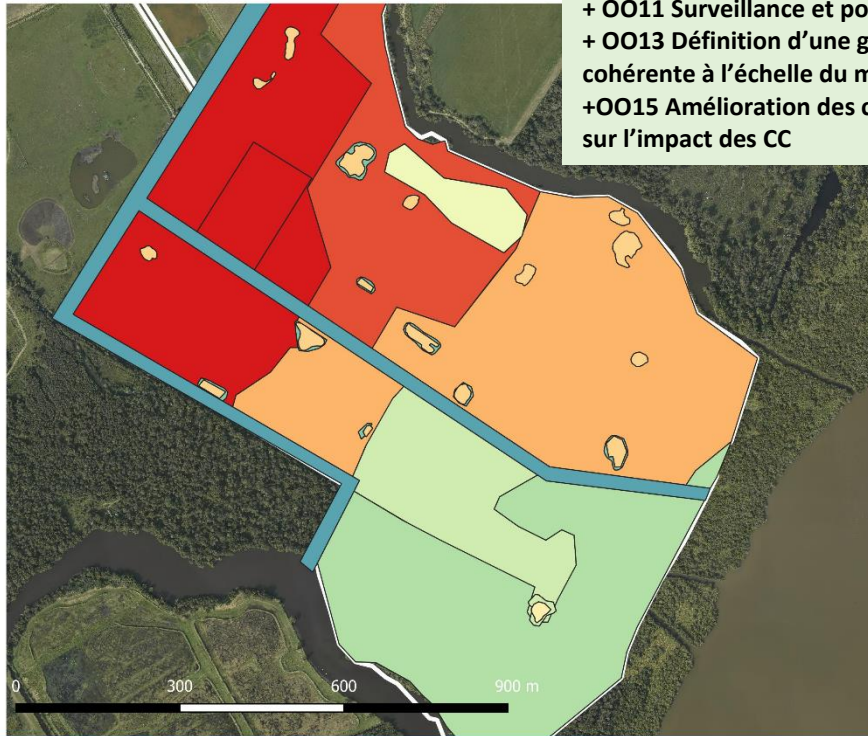 + OO11 Surveillance et
+ OO13 Définition d'une
cohérente à l'échelle du
+OO15 Amélioration des
sur l'impact des CC
0 300 600 900 m